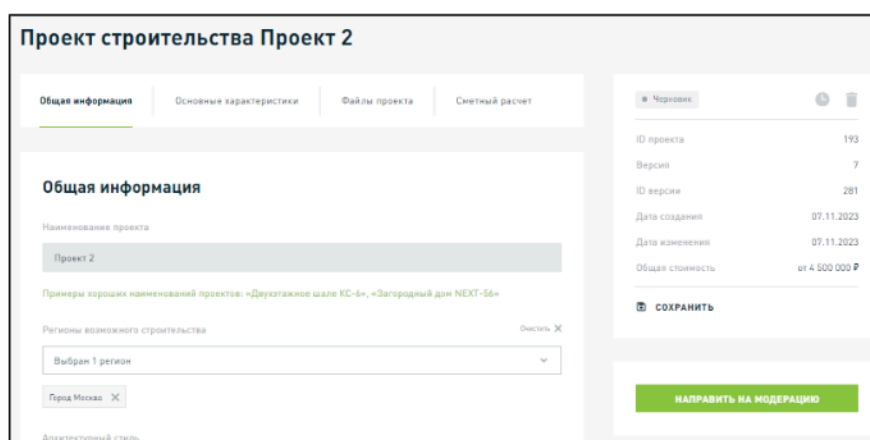 Проект строительства Проект 2
Общая информация
Основные характеристики
Файлы проекта
Сметный расчет
Общая информация
Наименование проекта
Проект 2
Примеры хороших наименований проектов: «Двухэтажное шале КС-6», «Загородный дом NEXT-56»
Регионы возможного строительства
Очистить
Выбран 1 регион
Город Москва
Архитектурный стиль
Черновик
ID проекта 193
Версия 7
ID версии 281
Дата создания 07.11.2023
Дата изменения 07.11.2023
Общая стоимость от 4 500 000 ₽
СОХРАНИТЬ
НАПРАВИТЬ НА МОДЕРАЦИЮ